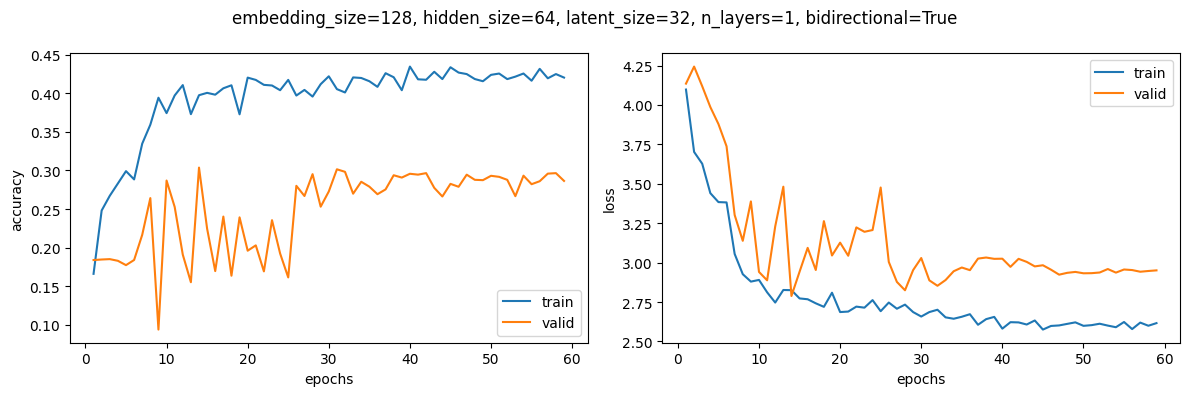 embedding_size=128, hidden_size=64, latent_size=32, n_layers=1, bidirectional=True
accuracy
0.45
0.40
0.35
0.30
0.25
0.20
0.15
0.10
0 10 20 30 40 50 60
epochs
train
valid
loss
4.25
4.00
3.75
3.50
3.25
3.00
2.75
2.50
0 10 20 30 40 50 60
epochs
train
valid